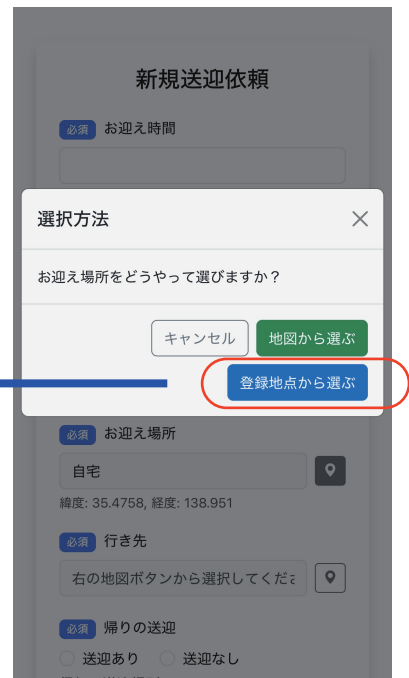 新規送迎依頼
必須 お迎え時間
選択方法
お迎え場所をどうやって選びますか？
キャンセル 地図から選ぶ
登録地点から選ぶ
必須 お迎え場所
自宅
緯度: 35.4758, 経度: 138.951
必須 行き先
右の地図ボタンから選択してくださ
必須 帰りの送迎
送迎あり 送迎なし